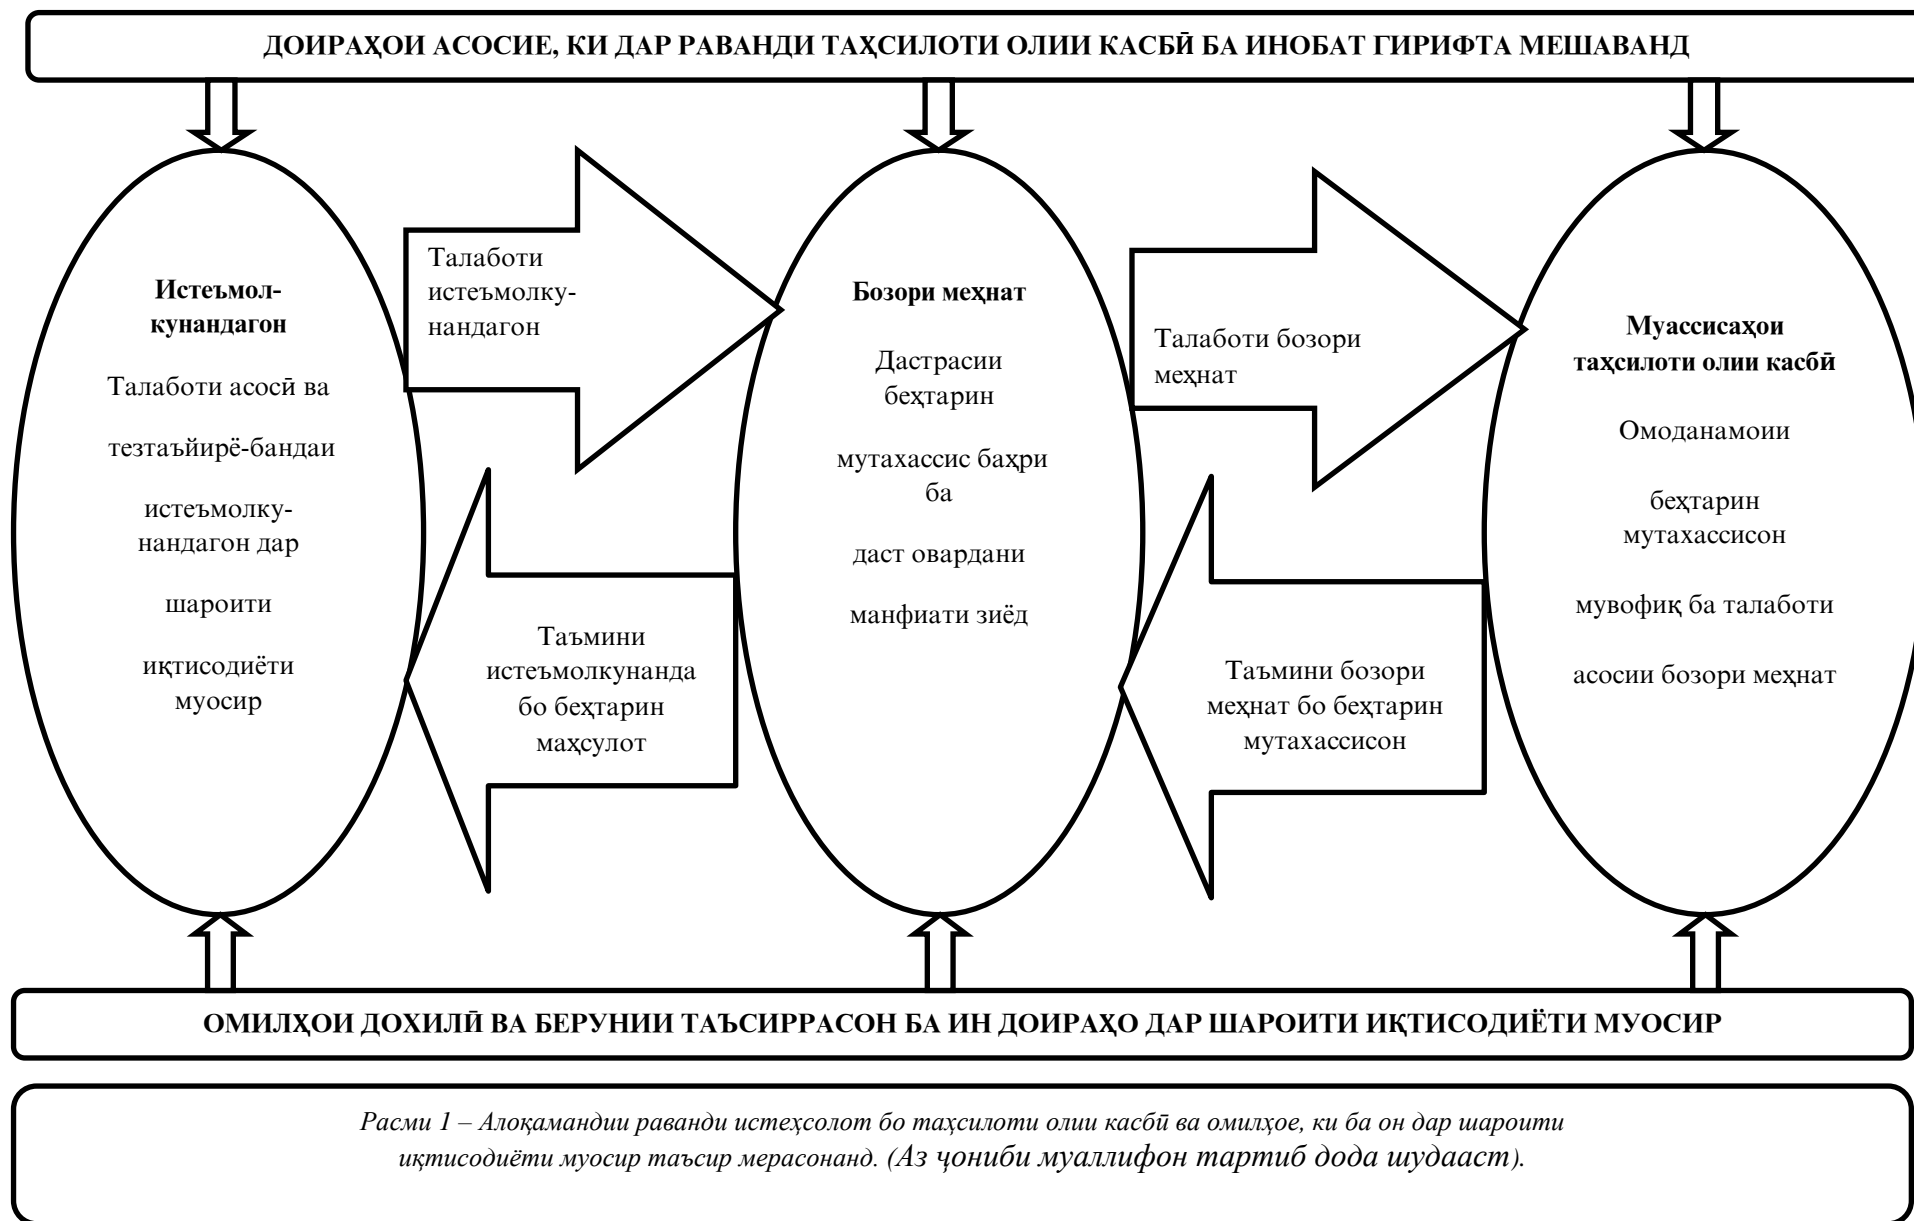 ДОИРАҲОИ АСОСИЕ, КИ ДАР РАВАНДИ ТАҲСИЛОТИ ОЛИИ КАСБӢ БА ИНОБАТ ГИРИФТА МЕШАВАНД
Истеъмол-
кунандагон
Талаботи асосӣ ва
тезтаъйирё-бандаи
истеъмолку-
нандагон дар
шароити
иқтисодиёти
муосир
Талаботи
истеъмолку-
нандагон
Таъмини
истеъмолкунанда
бо беҳтарин
маҳсулот
Бозори меҳнат
Дастрасии
беҳтарин
мутахассис баҳри
ба
даст овардани
манфиати зиёд
Талаботи бозори
меҳнат
Таъмини бозори
меҳнат бо беҳтарин
мутахассисон
Муассисаҳои
таҳсилоти олии касбӣ
Омоданамоии
беҳтарин
мутахассисон
мувофиқ ба талаботи
асосии бозори меҳнат
ОМИЛҲОИ ДОХИЛӢ ВА БЕРУНИИ ТАЪСИРРАСОН БА ИН ДОИРАҲО ДАР ШАРОИТИ ИҚТИСОДИЁТИ МУОСИР
Расми 1 – Алоқамандии раванди истеҳсолот бо таҳсилоти олии касбӣ ва омилҳое, ки ба он дар шароити
иқтисодиёти муосир таъсир мерасонанд. (Аз ҷониби муаллифон тартиб дода шудааст).